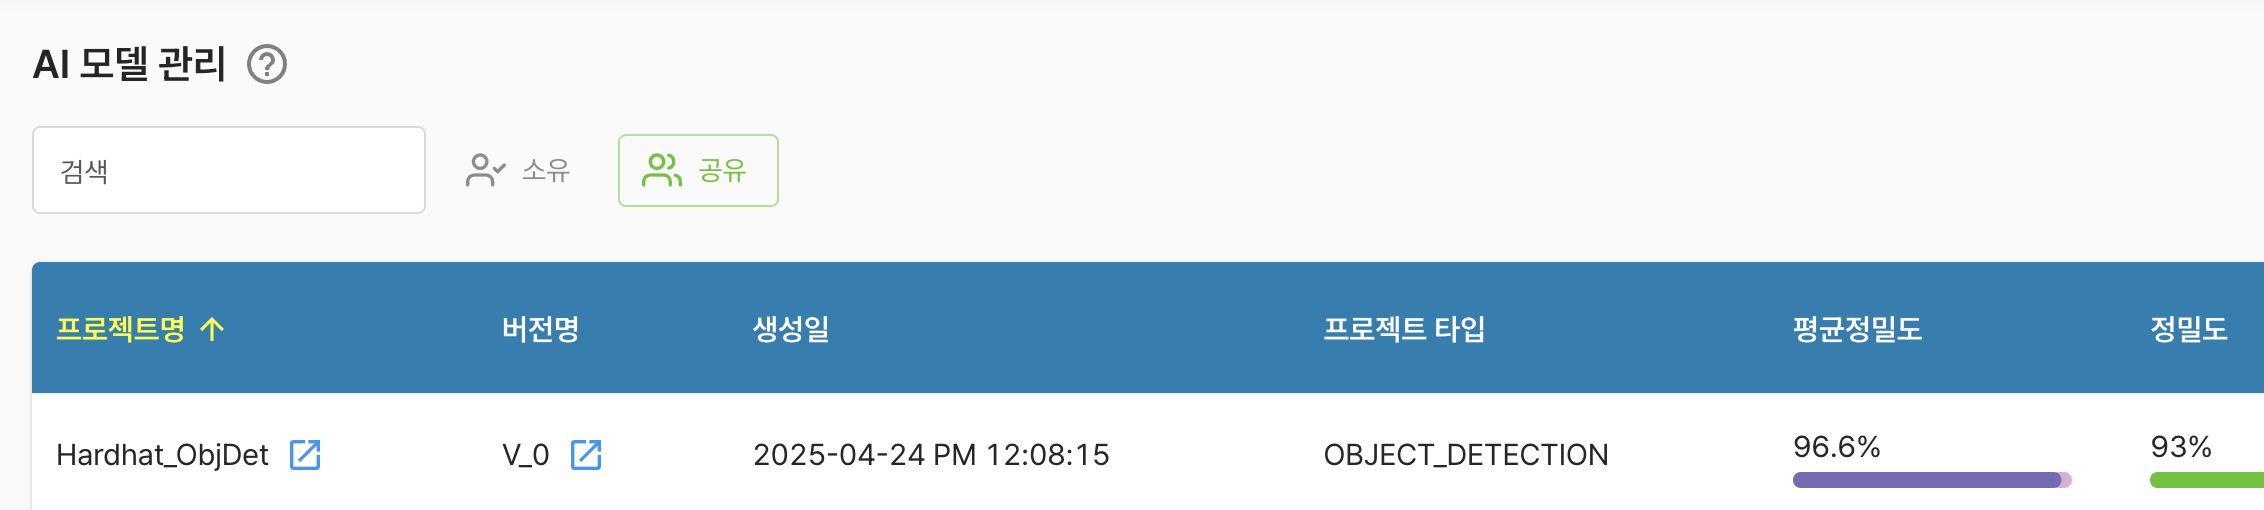 AI 모델 관리
검색
소유
공유
프로젝트명 버전명 생성일 프로젝트 타입 평균정밀도 정밀도
Hardhat_ObjDet V_0 2025-04-24 PM 12:08:15 OBJECT_DETECTION 96.6% 93%